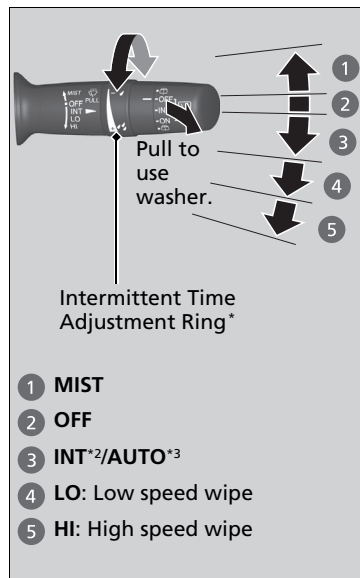 MIST
OFF
PULL
INT
LO
HI
OFF
INT
ON
Pull to
use
washer.
1
2
3
4
5
Intermittent Time
Adjustment Ring*
1 MIST
2 OFF
3 INT*2/AUTO*3
4 LO: Low speed wipe
5 HI: High speed wipe